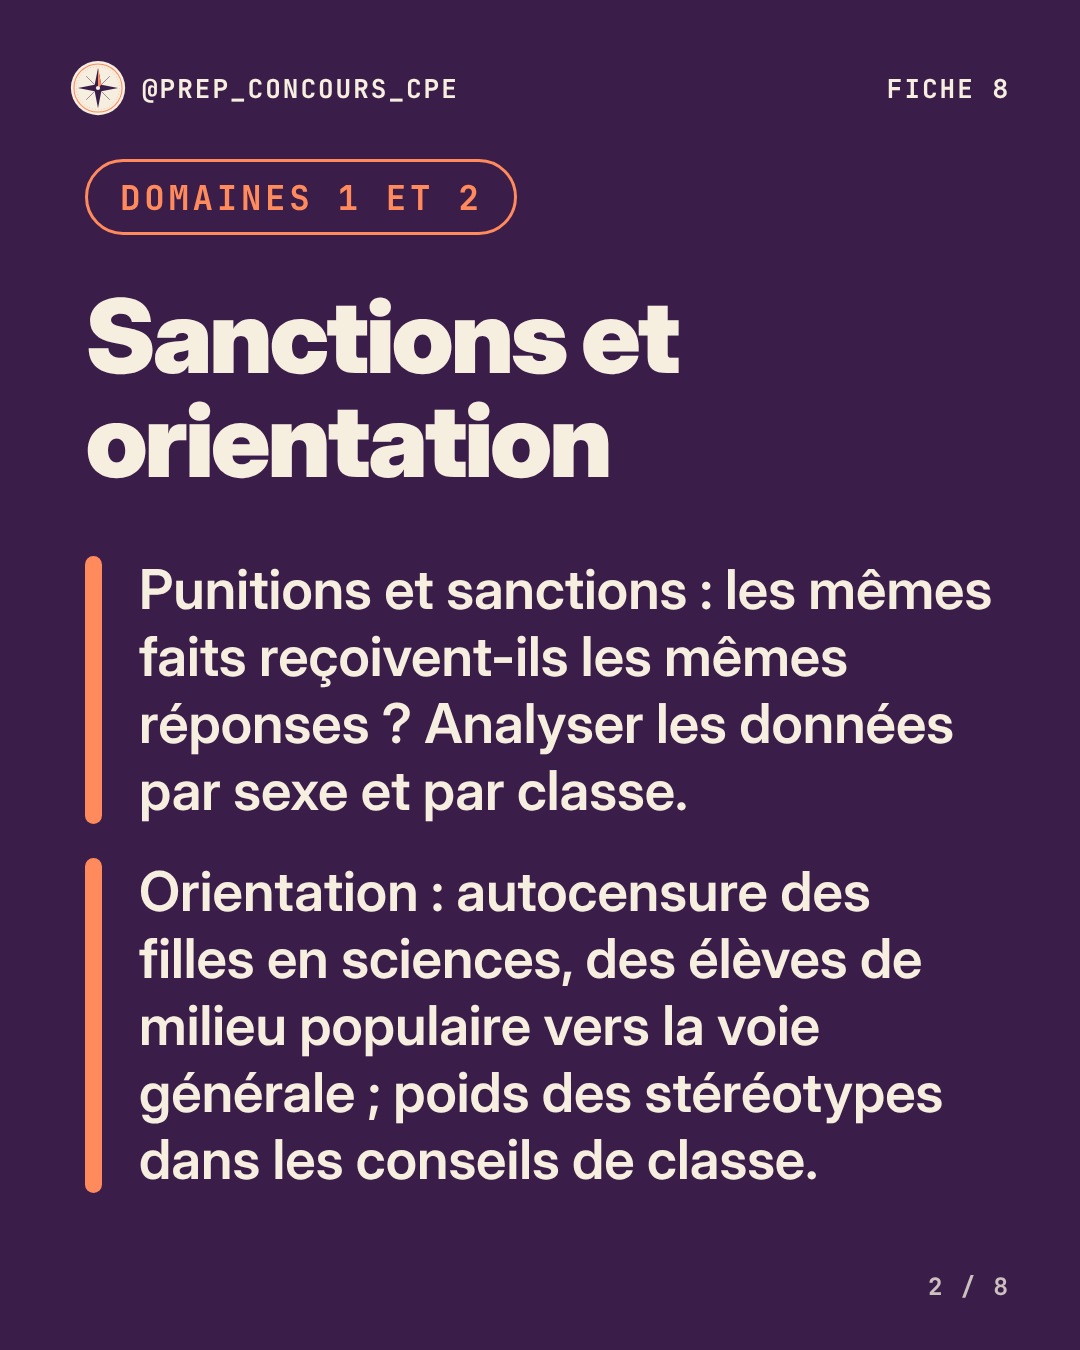 @PREP_CONCOURS_CPE
FICHE 8
DOMAINES 1 ET 2
Sanctions et
orientation
Punitions et sanctions : les mêmes
faits reçoivent-ils les mêmes
réponses ? Analyser les données
par sexe et par classe.
Orientation : autocensure des
filles en sciences, des élèves de
milieu populaire vers la voie
générale ; poids des stéréotypes
dans les conseils de classe.
2 / 8